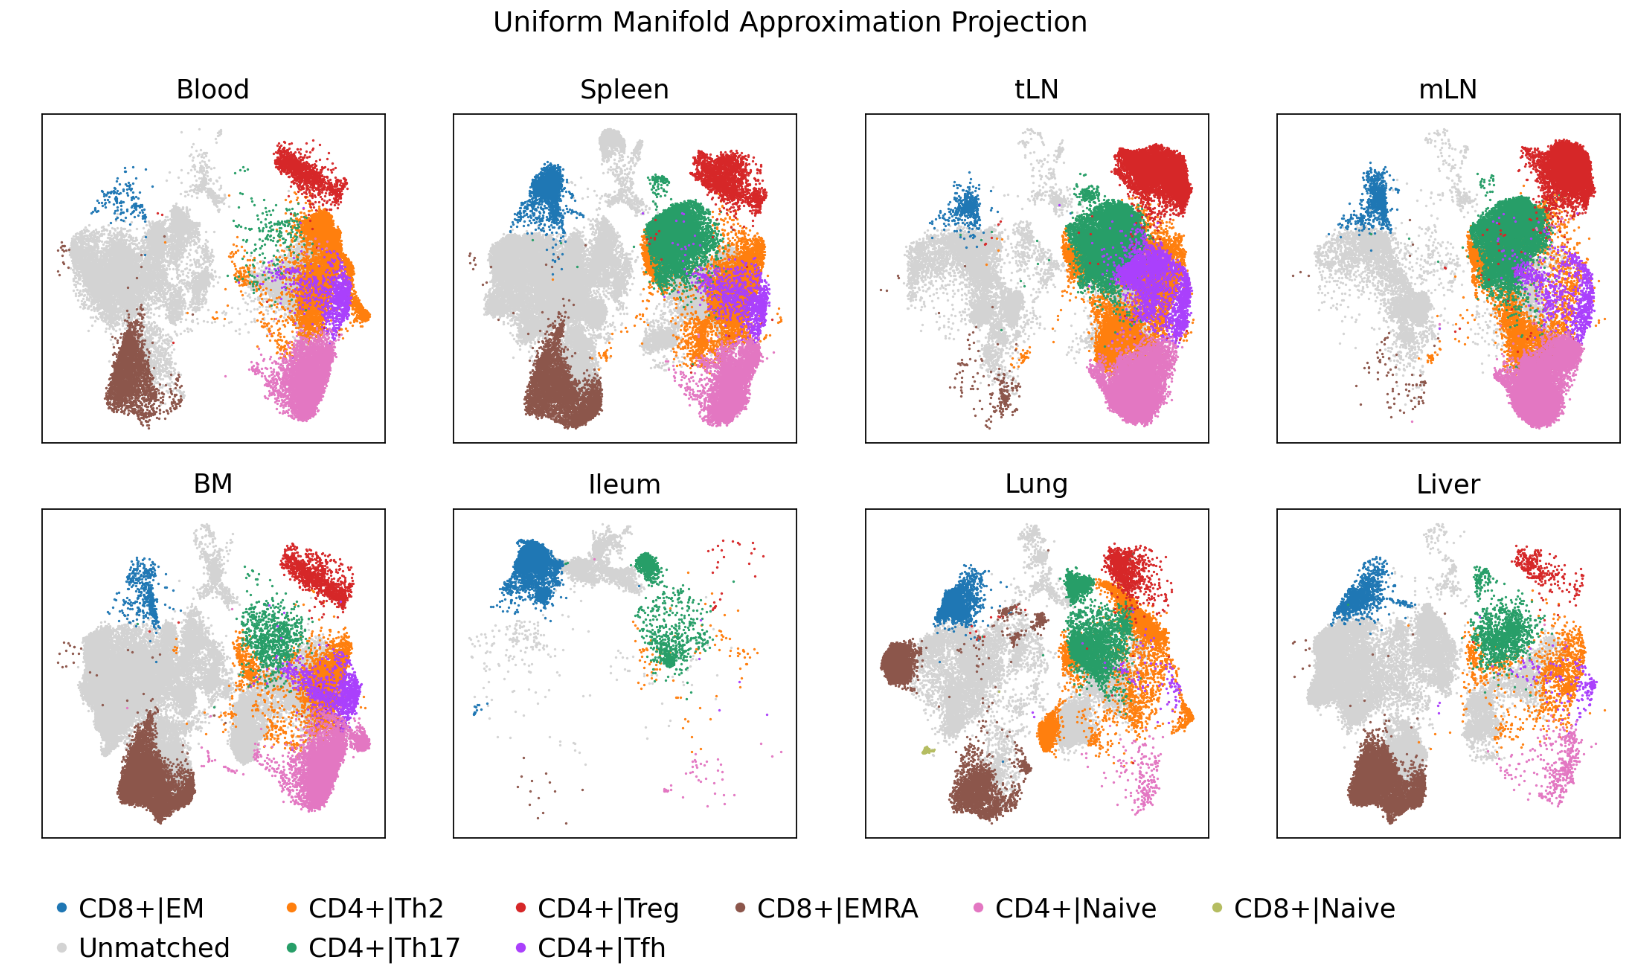 Uniform Manifold Approximation Projection
Blood Spleen tLN mLN
BM Ileum Lung Liver
CD8+|EM CD4+|Th2 CD4+|Treg CD8+|EMRA CD4+|Naive CD8+|Naive
Unmatched CD4+|Th17 CD4+|Tfh